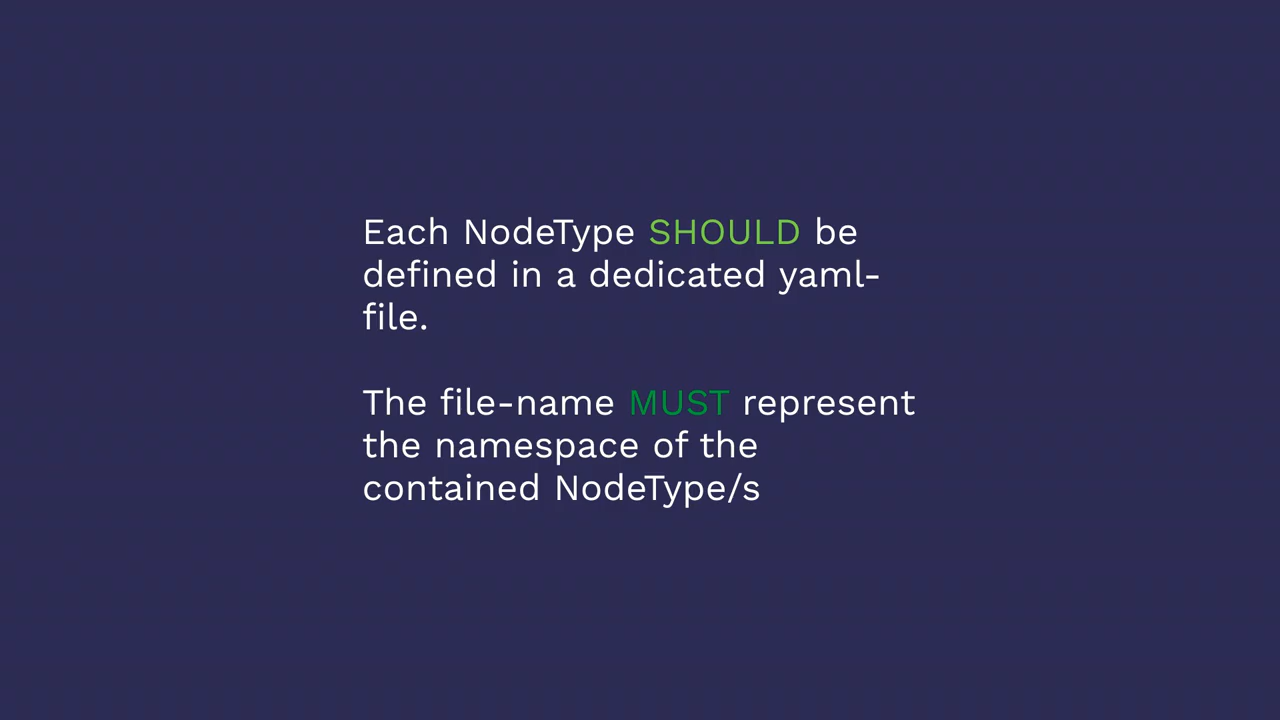 Each NodeType SHOULD be
defined in a dedicated yaml-
file.
The file-name MUST represent
the namespace of the
contained NodeType/s